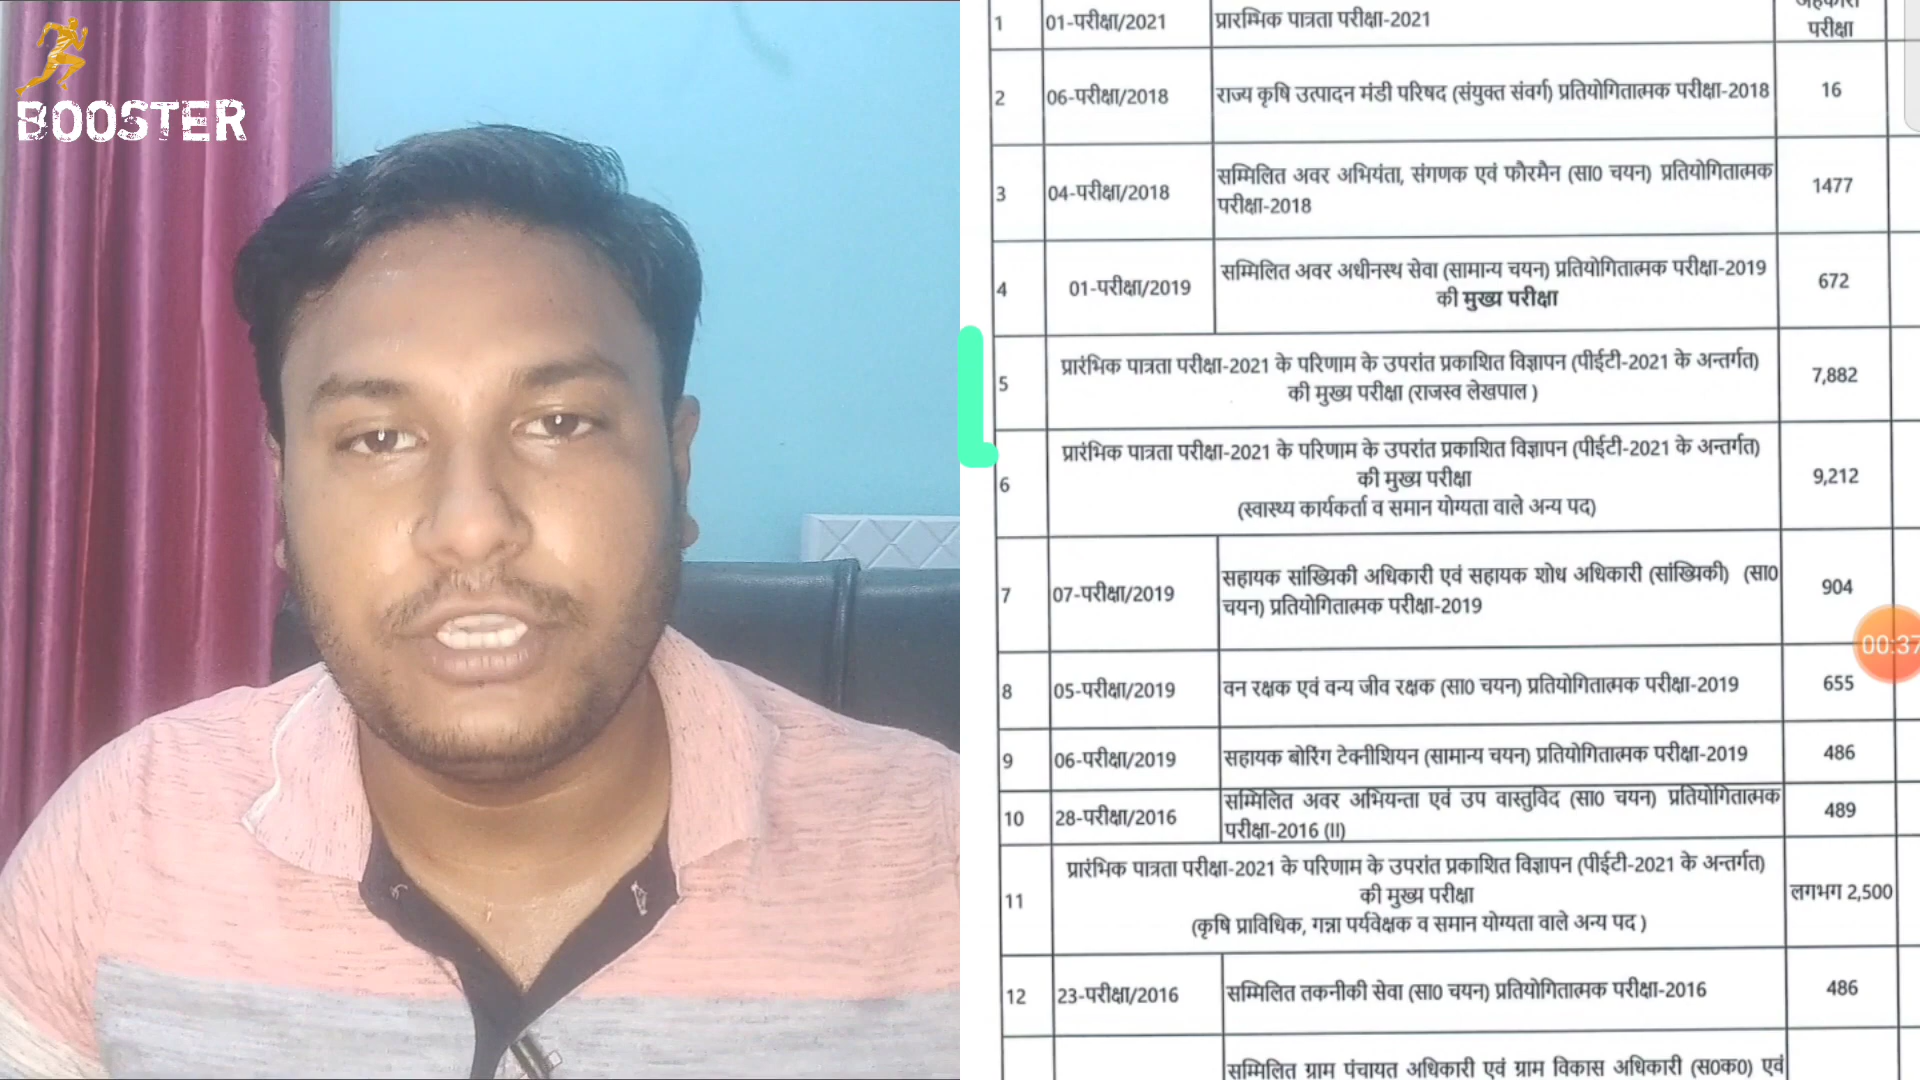 BOOSTER
1 01-परीक्षा/2021 प्रारम्भिक पात्रता परीक्षा-2021
परीक्षा
2 06-परीक्षा/2018 राज्य कृषि उत्पादन मंडी परिषद (संयुक्त संवर्ग) प्रतियोगितात्मक परीक्षा-2018 16
3 04-परीक्षा/2018 सम्मिलित अवर अभियंता, संगणक एवं फौरमैन (सा0 चयन) प्रतियोगितात्मक
परीक्षा-2018 1477
4 01-परीक्षा/2019 सम्मिलित अवर अधीनस्थ सेवा (सामान्य चयन) प्रतियोगितात्मक परीक्षा-2019
की मुख्य परीक्षा 672
5 प्रारंभिक पात्रता परीक्षा-2021 के परिणाम के उपरांत प्रकाशित विज्ञापन (पीईटी-2021 के अन्तर्गत)
की मुख्य परीक्षा (राजस्व लेखपाल ) 7,882
6 प्रारंभिक पात्रता परीक्षा-2021 के परिणाम के उपरांत प्रकाशित विज्ञापन (पीईटी-2021 के अन्तर्गत)
की मुख्य परीक्षा 9,212
(स्वास्थ्य कार्यकर्ता व समान योग्यता वाले अन्य पद)
7 07-परीक्षा/2019 सहायक सांख्यिकी अधिकारी एवं सहायक शोध अधिकारी (सांख्यिकी) (सा0
चयन) प्रतियोगितात्मक परीक्षा-2019 904
00:37
8 05-परीक्षा/2019 वन रक्षक एवं वन्य जीव रक्षक (सा0 चयन) प्रतियोगितात्मक परीक्षा-2019 655
9 06-परीक्षा/2019 सहायक बोरिंग टेक्नीशियन (सामान्य चयन) प्रतियोगितात्मक परीक्षा-2019 486
10 28-परीक्षा/2016 सम्मिलित अवर अभियन्ता एवं उप वास्तुविद (सा0 चयन) प्रतियोगितात्मक
परीक्षा-2016 (II) 489
11 प्रारंभिक पात्रता परीक्षा-2021 के परिणाम के उपरांत प्रकाशित विज्ञापन (पीईटी-2021 के अन्तर्गत)
की मुख्य परीक्षा लगभग 2,500
(कृषि प्राविधिक, गन्ना पर्यवेक्षक व समान योग्यता वाले अन्य पद )
12 23-परीक्षा/2016 सम्मिलित तकनीकी सेवा (सा0 चयन) प्रतियोगितात्मक परीक्षा-2016 486
सम्मिलित ग्राम पंचायत अधिकारी एवं ग्राम विकास अधिकारी (स0क0) एवं